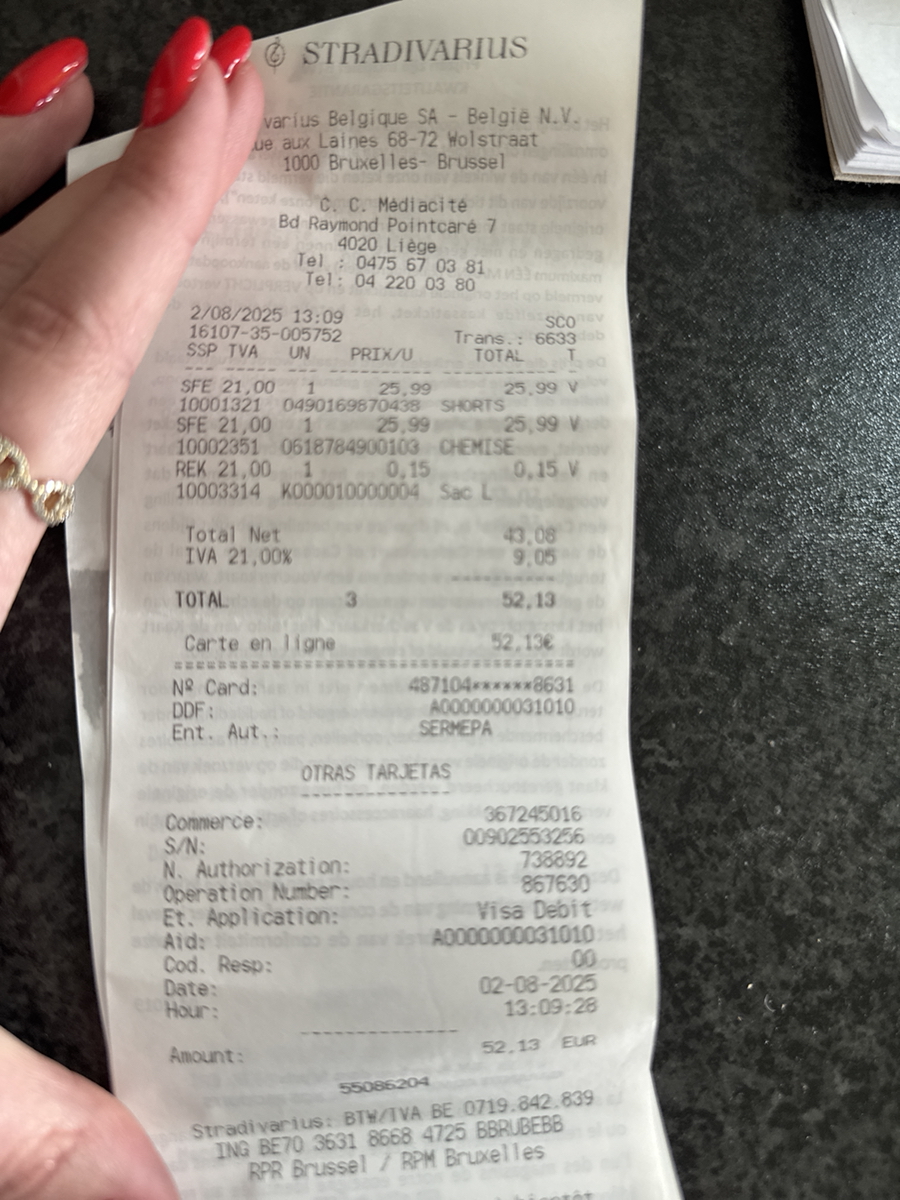 STRADIVARIUS
varius Belgique SA - België N.V.
ue aux Laines 68-72 Wolstraat
1000 Bruxelles- Brussel
C. C. Médiacité
Bd Raymond Pointcaré 7
4020 Liège
Tel : 0475 67 03 81
Tel: 04 220 03 80
2/08/2025 13:09 SCO
16107-35-005752 Trans.: 6633
SSP TVA UN PRIX/U TOTAL T
--- ----- --- --------- ------------ -
SFE 21,00 1 25,99 25,99 V
10001321 0490169870438 SHORTS
SFE 21,00 1 25,99 25,99 V
10002351 0618784900103 CHEMISE
REK 21,00 1 0,15 0,15 V
10003314 K000010000004 Sac L
Total Net 43,08
IVA 21,00% 9,05
----------
TOTAL 3 52,13
Carte en ligne 52,13€
========================================
Nº Card: 487104******8631
DDF: A0000000031010
Ent. Aut.: SERMEPA
OTRAS TARJETAS
--------------
Commerce: 367245016
S/N: 00902553256
N. Authorization: 738892
Operation Number: 867630
Et. Application: Visa Debit
Aid: A0000000031010
Cod. Resp: 00
Date: 02-08-2025
Hour: 13:09:28
--------------
Amount: 52,13 EUR
55086204
Stradivarius: BTW/IVA BE 0719.842.839
ING BE70 3631 8668 4725 BBRUBEBB
RPR Brussel / RPM Bruxelles